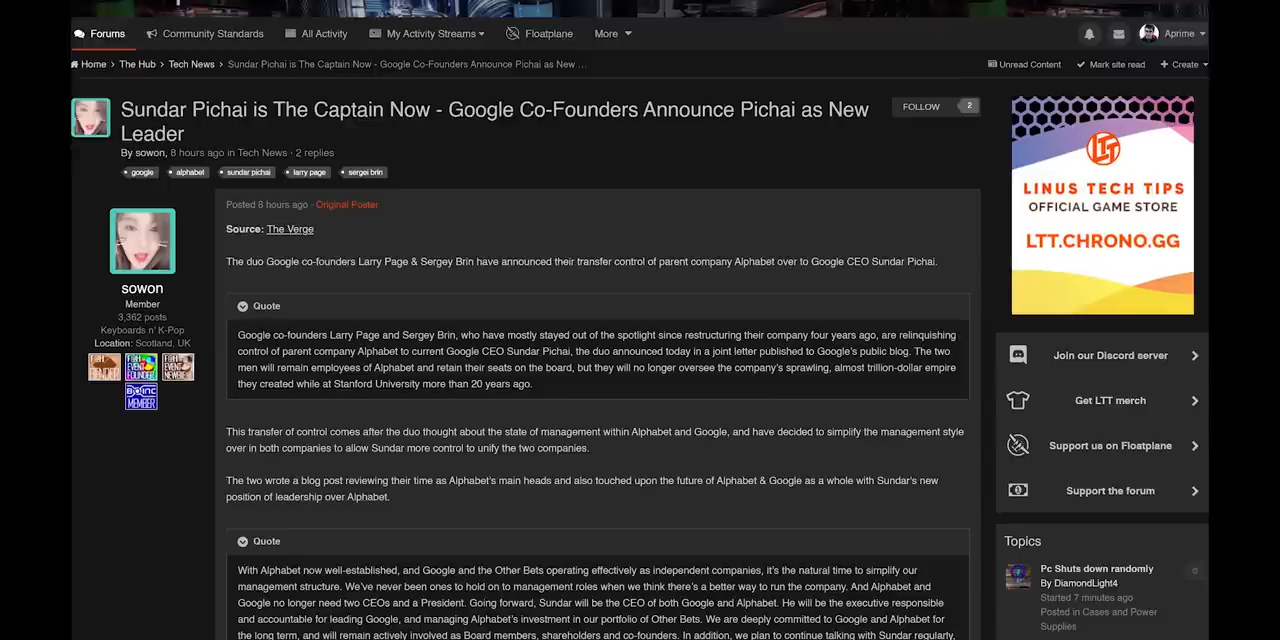 Forums Community Standards All Activity My Activity Streams Floatplane More Aprime
Home > The Hub > Tech News > Sundar Pichai is The Captain Now - Google Co-Founders Announce Pichai as New ... Unread Content Mark site read + Create
Sundar Pichai is The Captain Now - Google Co-Founders Announce Pichai as New
Leader
FOLLOW 2
By sowon, 8 hours ago in Tech News · 2 replies
google alphabet sundar pichai larry page sergei brin
sowon
Member
3,362 posts
Keyboards n' K-Pop
Location: Scotland, UK
BOINC
MEMBER
Posted 8 hours ago · Original Poster
Source: The Verge
The duo Google co-founders Larry Page & Sergey Brin have announced their transfer control of parent company Alphabet over to Google CEO Sundar Pichai.
Quote
Google co-founders Larry Page and Sergey Brin, who have mostly stayed out of the spotlight since restructuring their company four years ago, are relinquishing
control of parent company Alphabet to current Google CEO Sundar Pichai, the duo announced today in a joint letter published to Google's public blog. The two
men will remain employees of Alphabet and retain their seats on the board, but they will no longer oversee the company's sprawling, almost trillion-dollar empire
they created while at Stanford University more than 20 years ago.
This transfer of control comes after the duo thought about the state of management within Alphabet and Google, and have decided to simplify the management style
over in both companies to allow Sundar more control to unify the two companies.
The two wrote a blog post reviewing their time as Alphabet's main heads and also touched upon the future of Alphabet & Google as a whole with Sundar's new
position of leadership over Alphabet.
Quote
With Alphabet now well-established, and Google and the Other Bets operating effectively as independent companies, it's the natural time to simplify our
management structure. We've never been ones to hold on to management roles when we think there's a better way to run the company. And Alphabet and
Google no longer need two CEOs and a President. Going forward, Sundar will be the CEO of both Google and Alphabet. He will be the executive responsible
and accountable for leading Google, and managing Alphabet's investment in our portfolio of Other Bets. We are deeply committed to Google and Alphabet for
the long term, and will remain actively involved as Board members, shareholders and co-founders. In addition, we plan to continue talking with Sundar regularly,
LTT
LINUS TECH TIPS
OFFICIAL GAME STORE
LTT.CHRONO.GG
Join our Discord server
Get LTT merch
Support us on Floatplane
Support the forum
Topics
Pc Shuts down randomly 0
By DiamondLight4
Started 7 minutes ago
Posted in Cases and Power
Supplies